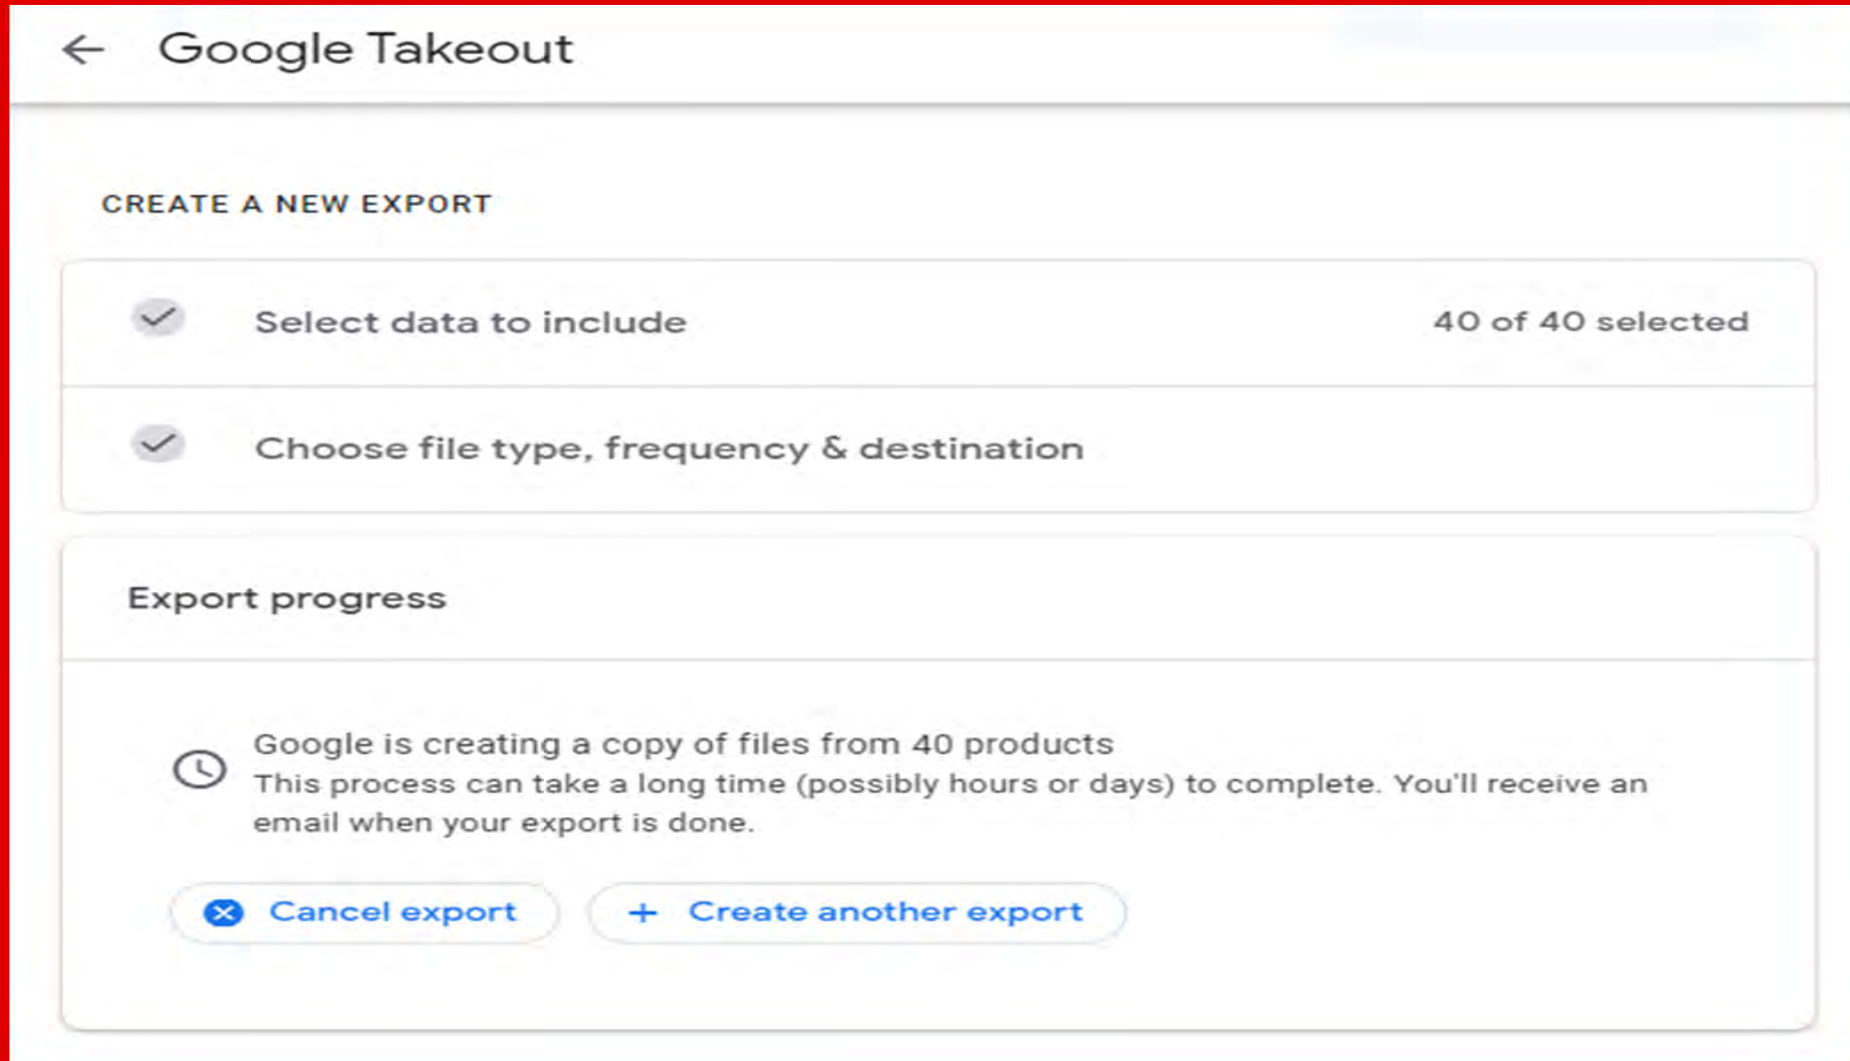 Google Takeout
CREATE A NEW EXPORT
Select data to include
40 of 40 selected
Choose file type, frequency & destination
Export progress
Google is creating a copy of files from 40 products
This process can take a long time (possibly hours or days) to complete. You'll receive an
email when your export is done.
Cancel export
+ Create another export